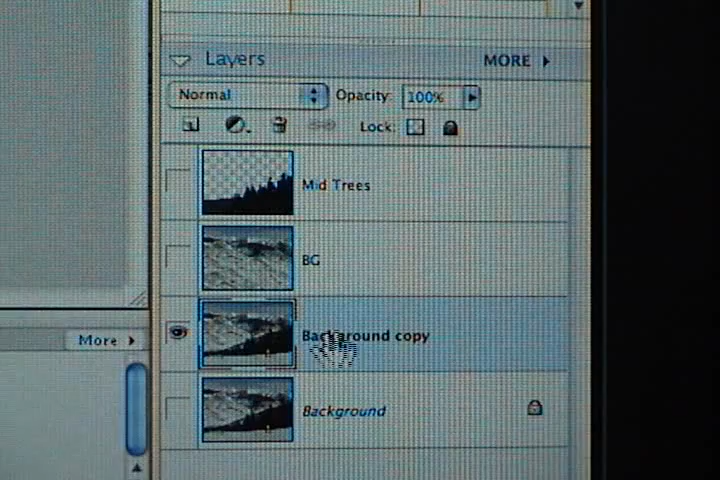 Layers MORE
Normal Opacity: 100%
Lock:
Mid Trees
BG
Background copy
More
Background